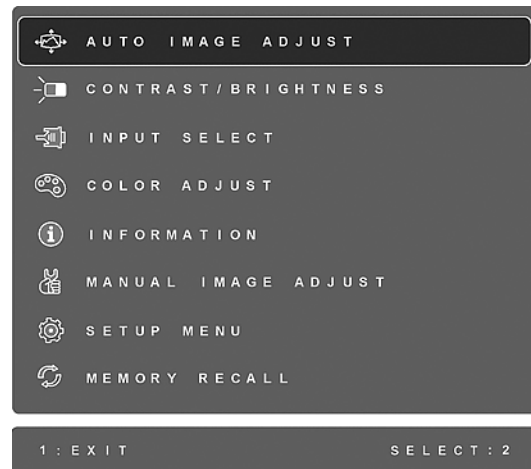 AUTO IMAGE ADJUST
CONTRAST/BRIGHTNESS
INPUT SELECT
COLOR ADJUST
INFORMATION
MANUAL IMAGE ADJUST
SETUP MENU
MEMORY RECALL
1:EXIT SELECT:2